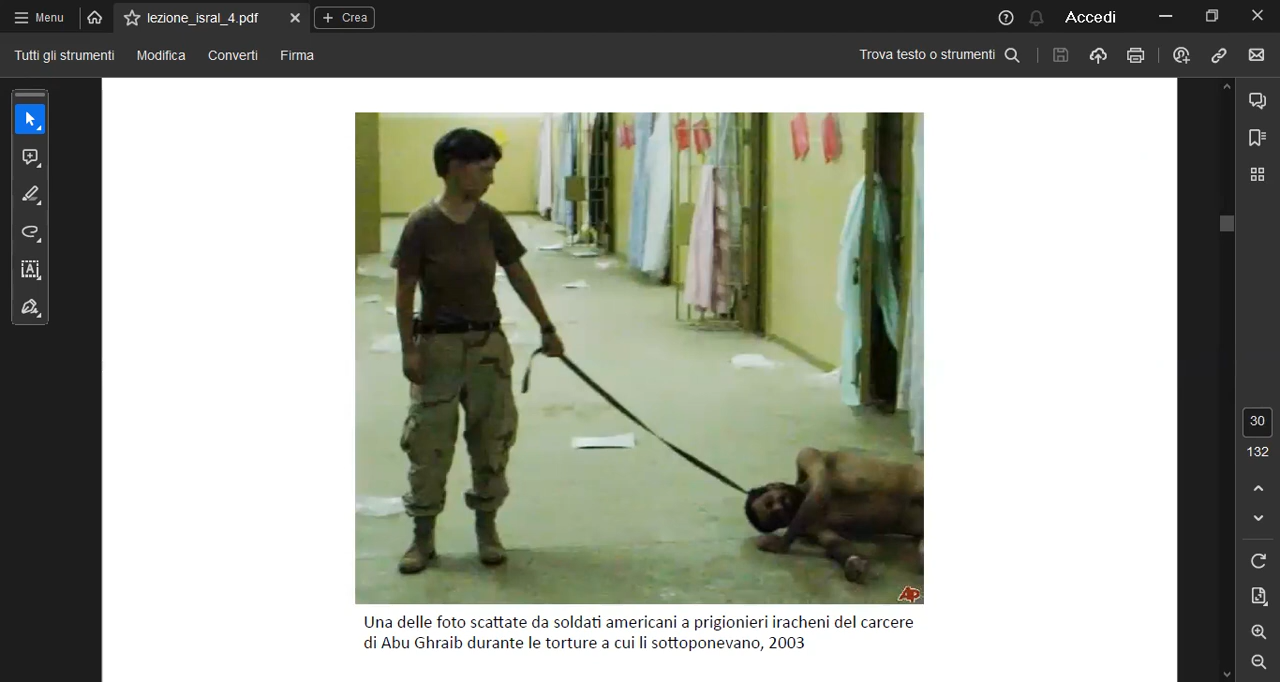 Menu
lezione_isral_4.pdf
Crea
Accedi
Tutti gli strumenti
Modifica
Converti
Firma
Trova testo o strumenti
30
132
AP
Una delle foto scattate da soldati americani a prigionieri iracheni del carcere
di Abu Ghraib durante le torture a cui li sottoponevano, 2003